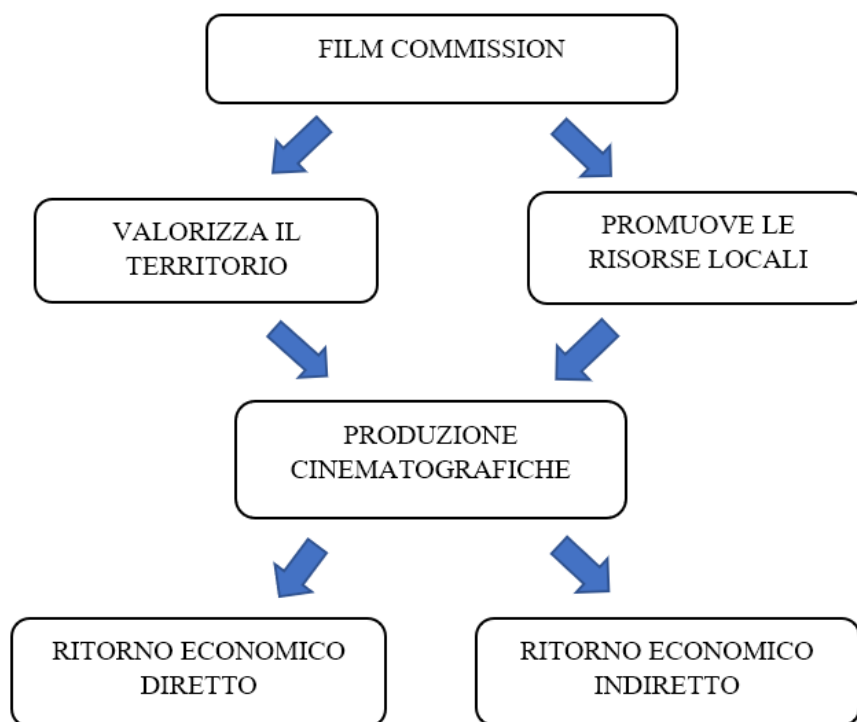 FILM COMMISSION
VALORIZZA IL
TERRITORIO
PROMUOVE LE
RISORSE LOCALI
PRODUZIONE
CINEMATOGRAFICHE
RITORNO ECONOMICO
DIRETTO
RITORNO ECONOMICO
INDIRETTO